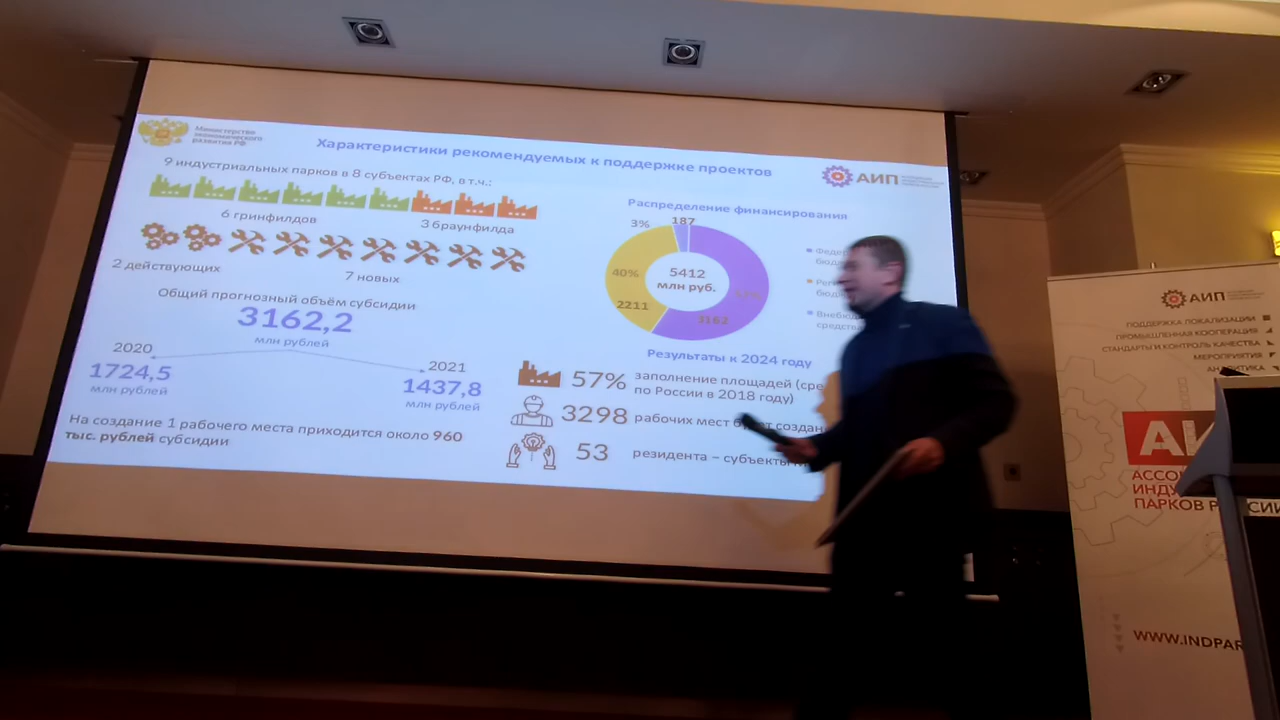 Министерство
экономического
развития РФ
Характеристики рекомендуемых к поддержке проектов
АИП
9 индустриальных парков в 8 субъектах РФ, в т.ч.:
6 гринфилдов
3 браунфилда
2 действующих
7 новых
Общий прогнозный объём субсидии
3162,2
млн рублей
2020
1724,5
млн рублей
2021
1437,8
млн рублей
На создание 1 рабочего места приходится около 960
тыс. рублей субсидии
Распределение финансирования
3%
187
40%
2211
5412
млн руб.
3162
Результаты к 2024 году
57% заполнение площадей
по России в 2018 году)
3298 рабочих мест
53 резидента –
АИП
ПОДДЕРЖКА ЛОКАЛИЗАЦИИ
ПРОМЫШЛЕННАЯ КООПЕРАЦИЯ
СТАНДАРТЫ И КОНТРОЛЬ КАЧЕСТВА
МЕРОПРИЯТИЯ
АНАЛИТИКА
ПАРКОВ
WWW.INDPAR